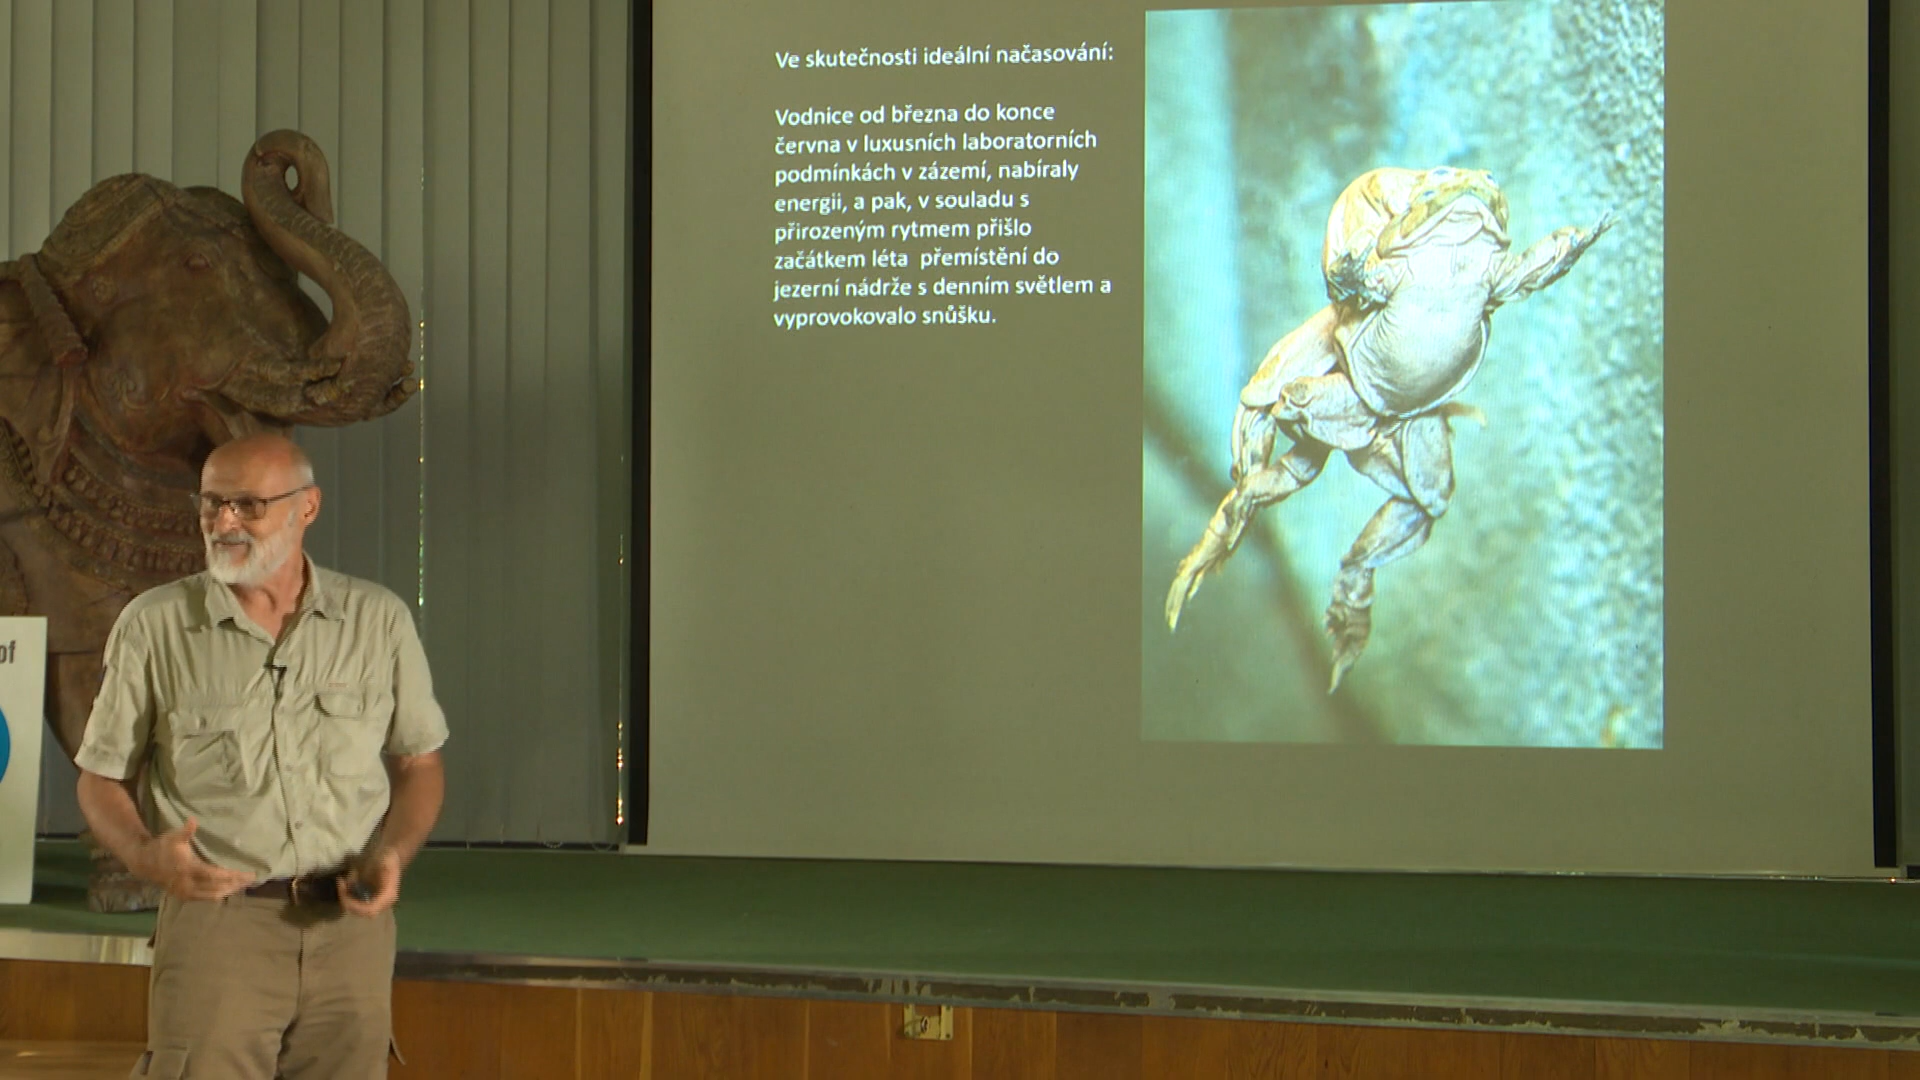 Ve skutečnosti ideální načasování:
Vodnice od března do konce
června v luxusních laboratorních
podmínkách v zázemí, nabíraly
energii, a pak, v souladu s
přirozeným rytmem přišlo
začátkem léta přemístění do
jezerní nádrže s denním světlem a
vyprovokovalo snůšku.
of